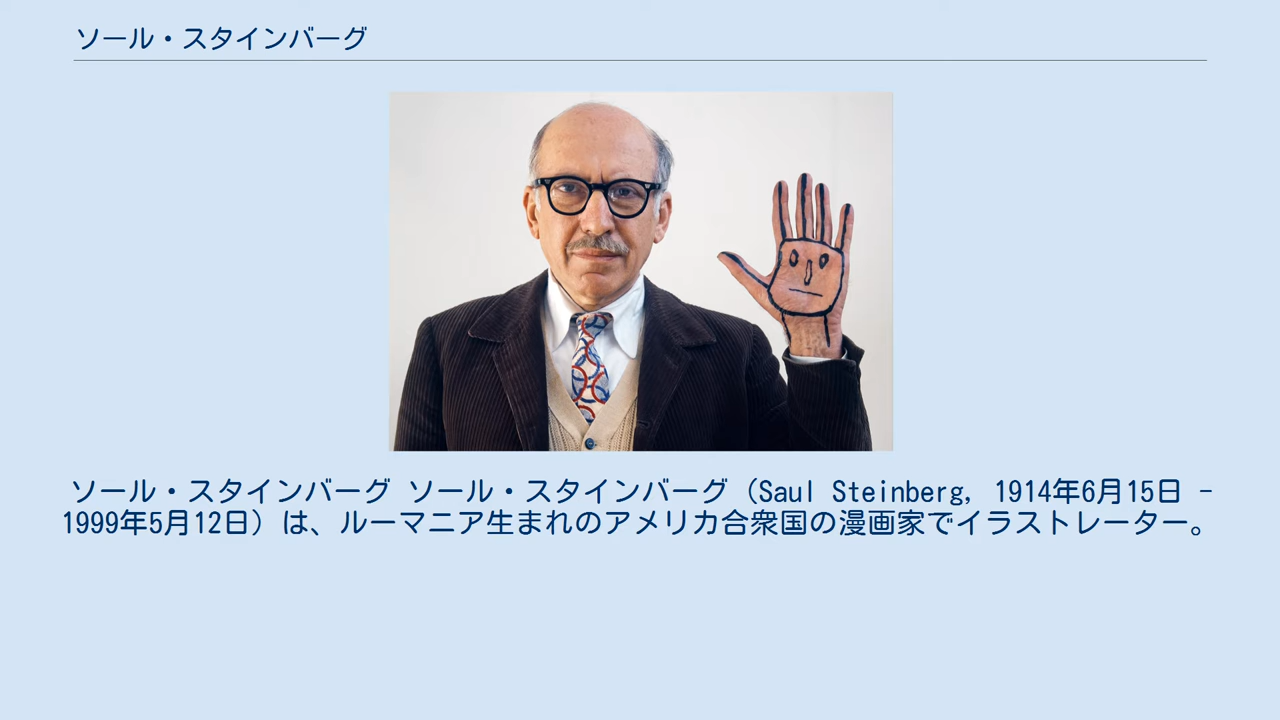 ソール・スタインバーグ
ソール・スタインバーグ ソール・スタインバーグ（Saul Steinberg, 1914年6月15日 -
1999年5月12日）は、ルーマニア生まれのアメリカ合衆国の漫画家でイラストレーター。